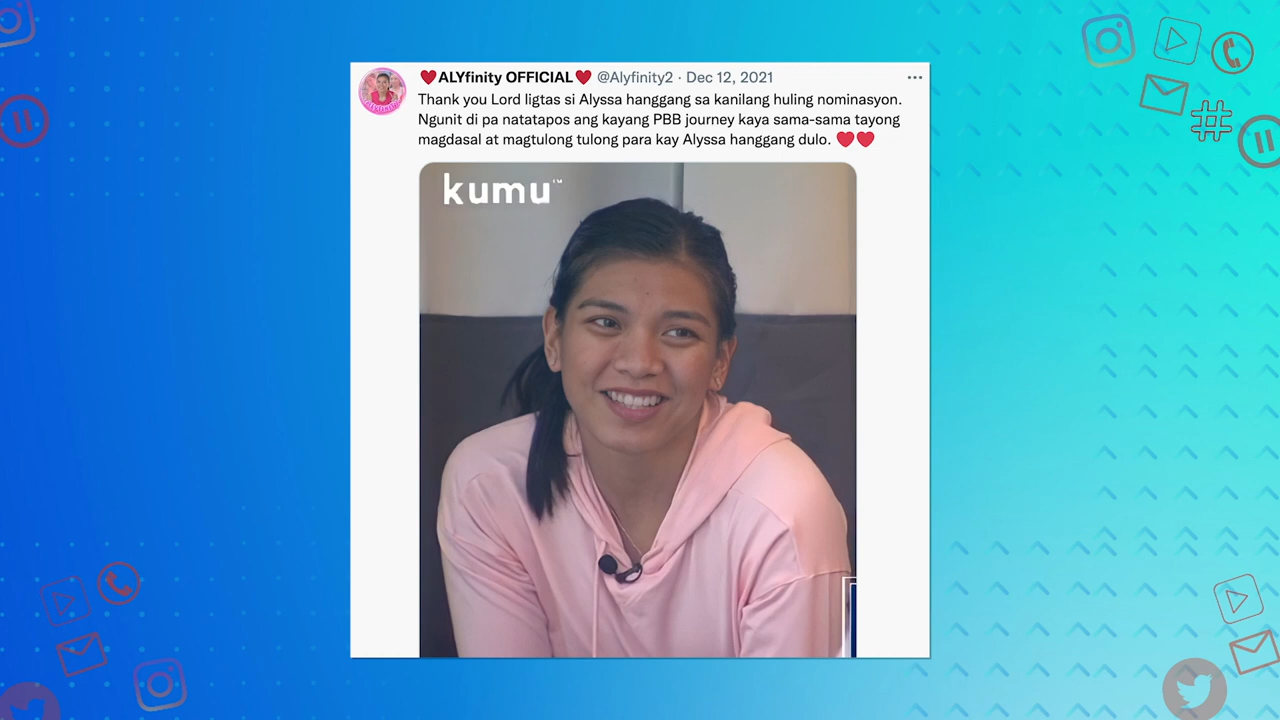 ❤️ALYfinity OFFICIAL❤️ @Alyfinity2 · Dec 12, 2021
Thank you Lord ligtas si Alyssa hanggang sa kanilang huling nominasyon.
Ngunit di pa natatapos ang kayang PBB journey kaya sama-sama tayong
magdasal at magtulong tulong para kay Alyssa hanggang dulo. ❤️❤️
kumu™